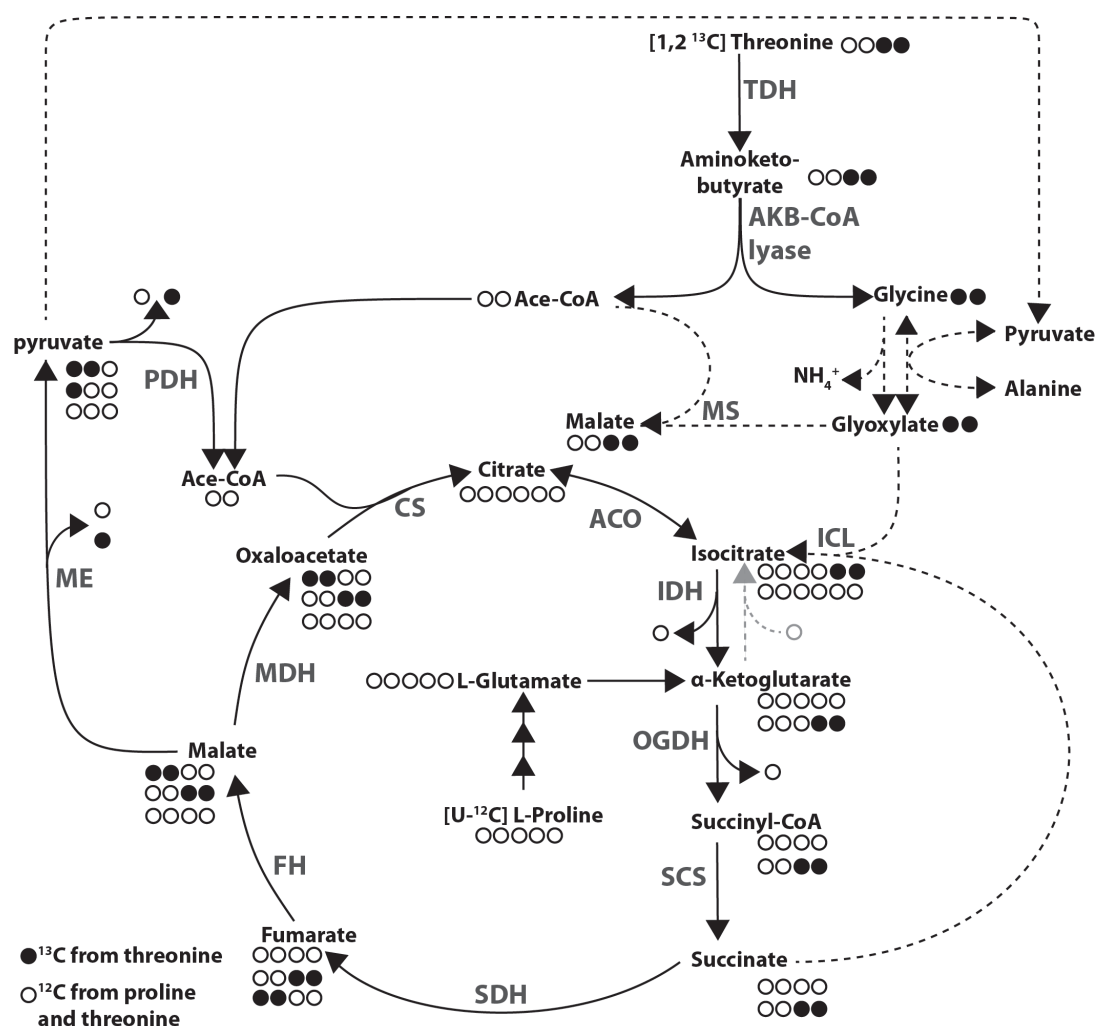 [1,2 ¹³C] Threonine
TDH
Aminoketo-
butyrate
AKB-CoA
lyase
Ace-CoA
Glycine
pyruvate
PDH
Pyruvate
NH₄⁺
Alanine
Malate
MS
Glyoxylate
Ace-CoA
Citrate
CS
ACO
ICL
Oxaloacetate
Isocitrate
ME
IDH
MDH
L-Glutamate
α-Ketoglutarate
OGDH
Malate
[U-¹²C] L-Proline
Succinyl-CoA
FH
SCS
Fumarate
Succinate
SDH
¹³C from threonine
¹²C from proline
and threonine